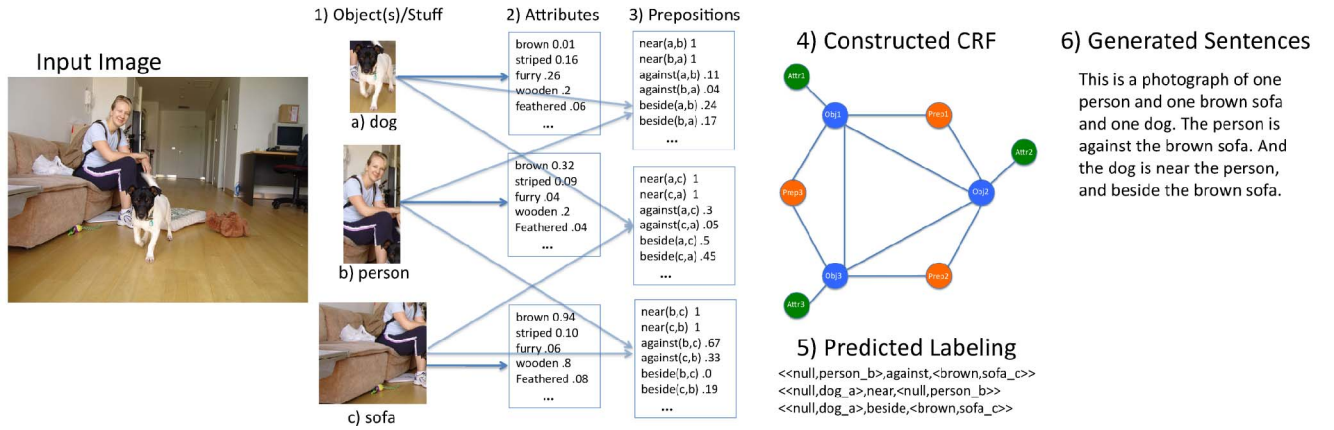 Input Image
1) Object(s)/Stuff
a) dog
b) person
c) sofa
2) Attributes
brown 0.01
striped 0.16
furry .26
wooden .2
feathered .06
...
brown 0.32
striped 0.09
furry .04
wooden .2
Feathered .04
...
brown 0.94
striped 0.10
furry .06
wooden .8
Feathered .08
...
3) Prepositions
near(a,b) 1
near(b,a) 1
against(a,b) .11
against(b,a) .04
beside(a,b) .24
beside(b,a) .17
...
near(a,c) 1
near(c,a) 1
against(a,c) .3
against(c,a) .05
beside(a,c) .5
beside(c,a) .45
...
near(b,c) 1
near(c,b) 1
against(b,c) .67
against(c,b) .33
beside(b,c) .0
beside(c,b) .19
...
4) Constructed CRF
Attr1
Obj1
Prep1
Attr2
Prep3
Obj2
Obj3
Prep2
Attr3
5) Predicted Labeling
<<null,person_b>,against,<brown,sofa_c>>
<<null,dog_a>,near,<null,person_b>>
<<null,dog_a>,beside,<brown,sofa_c>>
6) Generated Sentences
This is a photograph of one
person and one brown sofa
and one dog. The person is
against the brown sofa. And
the dog is near the person,
and beside the brown sofa.